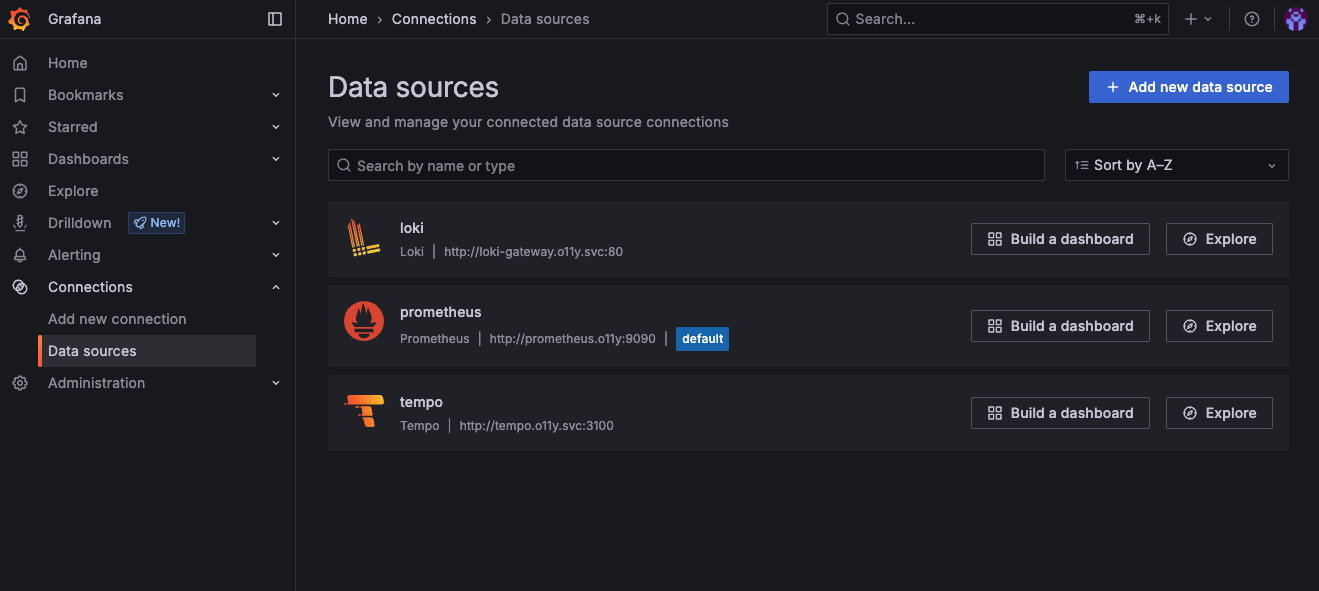 Grafana
Home › Connections › Data sources
Search... ⌘+k
Home
Bookmarks
Starred
Dashboards
Explore
Drilldown New!
Alerting
Connections
Add new connection
Data sources
Administration
Data sources
Add new data source
View and manage your connected data source connections
Search by name or type
Sort by A–Z
loki
Loki | http://loki-gateway.o11y.svc:80
Build a dashboard
Explore
prometheus
Prometheus | http://prometheus.o11y:9090 | default
Build a dashboard
Explore
tempo
Tempo | http://tempo.o11y.svc:3100
Build a dashboard
Explore